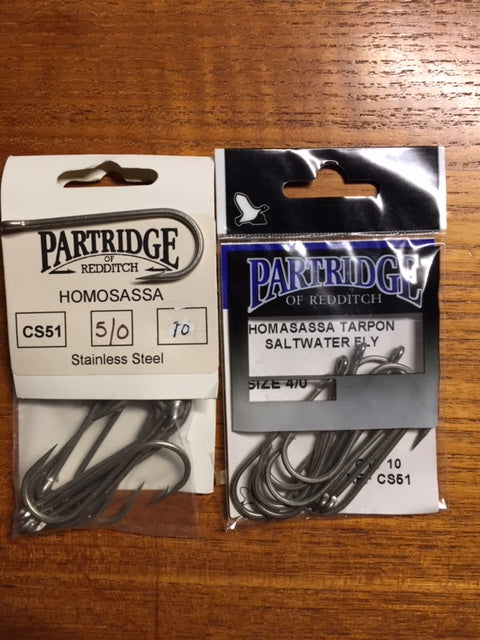 PARTRIDGE
OF
REDDITCH
HOMOSASSA
CS51 5/0 10
Stainless Steel
PARTRIDGE
OF REDDITCH
HOMASASSA TARPON
SALTWATER FLY
SIZE 4/0
10
CS51